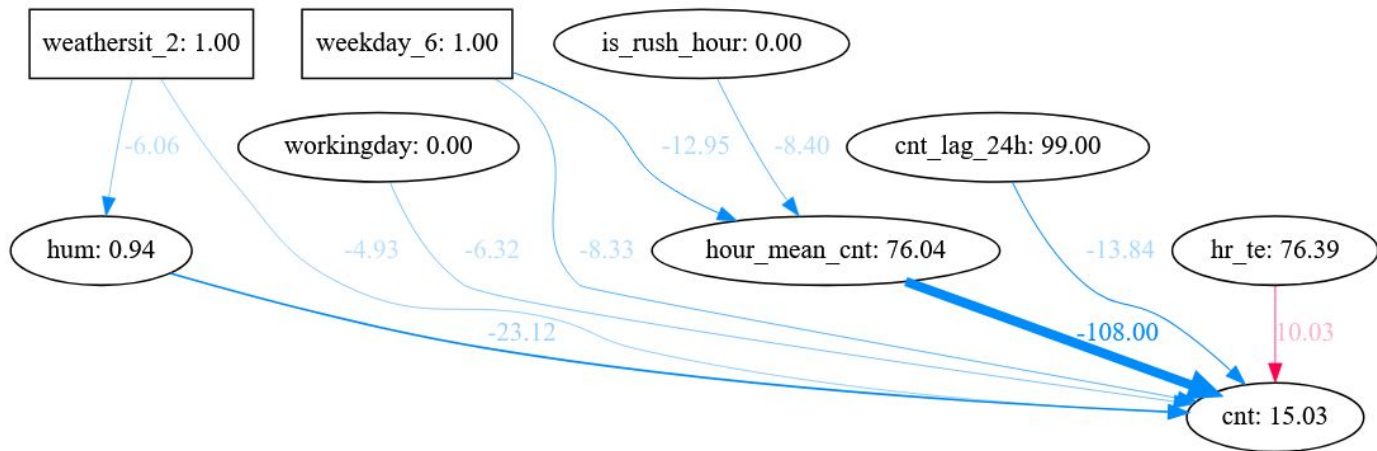 weathersit_2: 1.00
weekday_6: 1.00
is_rush_hour: 0.00
-6.06
workingday: 0.00
-12.95
-8.40
cnt_lag_24h: 99.00
hum: 0.94
-4.93
-6.32
-8.33
hour_mean_cnt: 76.04
-13.84
hr_te: 76.39
-23.12
-108.00
10.03
cnt: 15.03